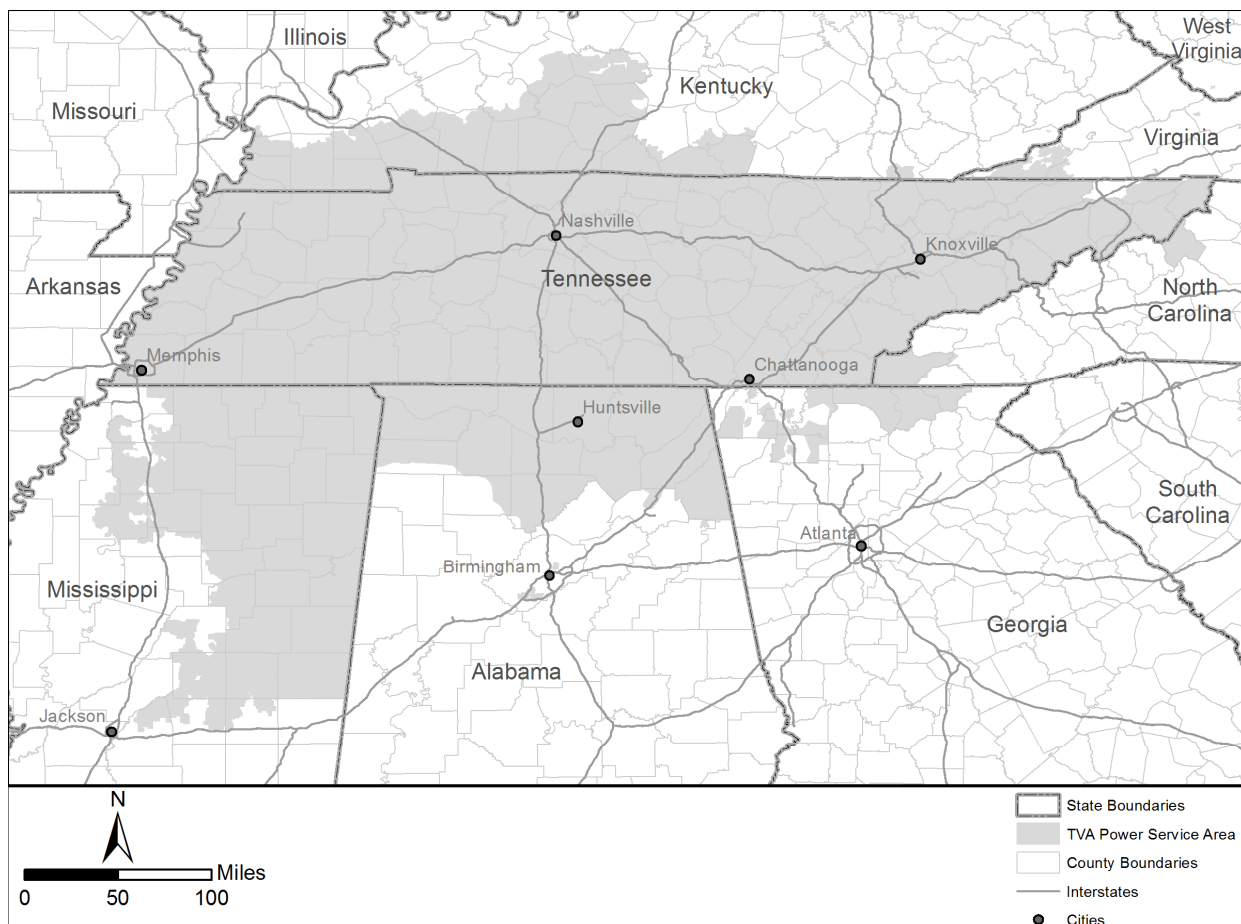 Illinois
West
Virginia
Kentucky
Missouri
Virginia
Nashville
Knoxville
Tennessee
Arkansas
North
Carolina
Memphis
Chattanooga
Huntsville
South
Carolina
Atlanta
Birmingham
Mississippi
Georgia
Alabama
Jackson
N
Miles
0 50 100
State Boundaries
TVA Power Service Area
County Boundaries
Interstates
Cities